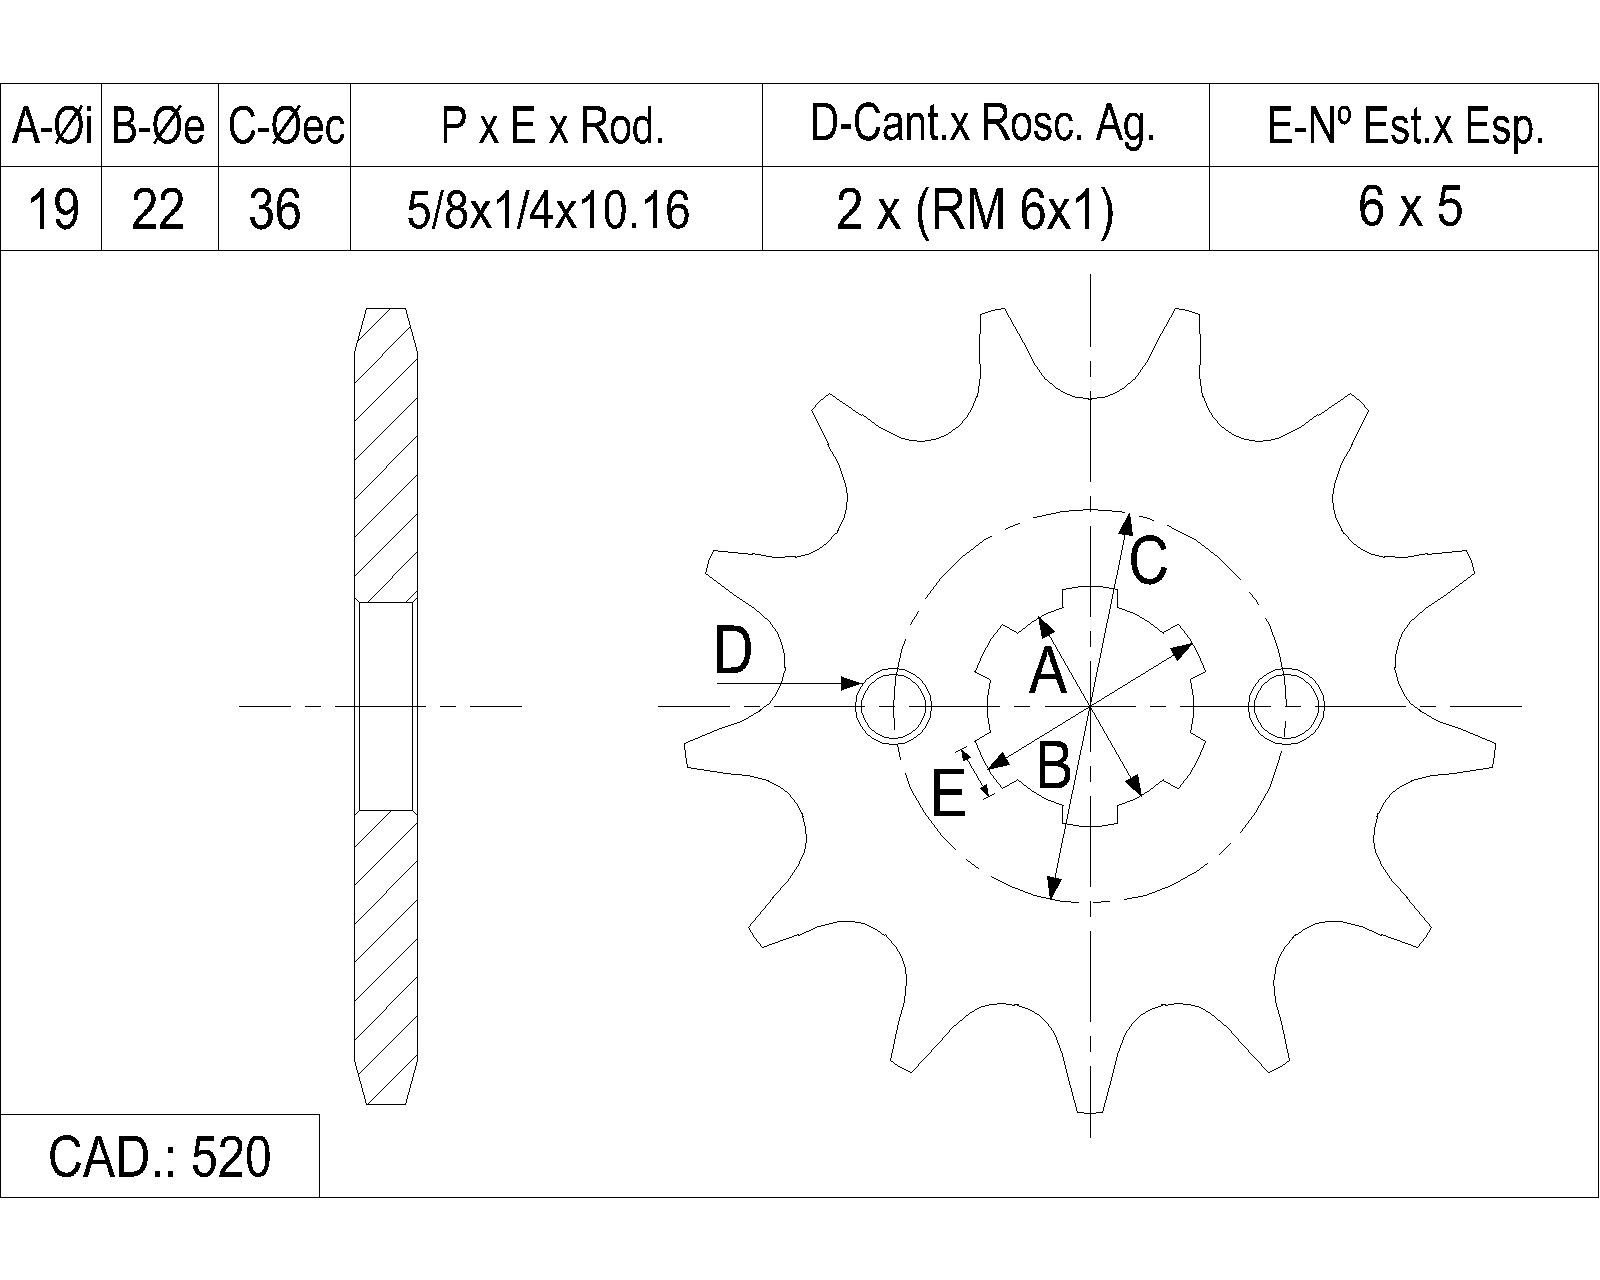 A-Øi B-Øe C-Øec P x E x Rod. D-Cant.x Rosc. Ag. E-Nº Est.x Esp.
19 22 36 5/8x1/4x10.16 2 x (RM 6x1) 6 x 5
C
D
A
B
E
CAD.: 520